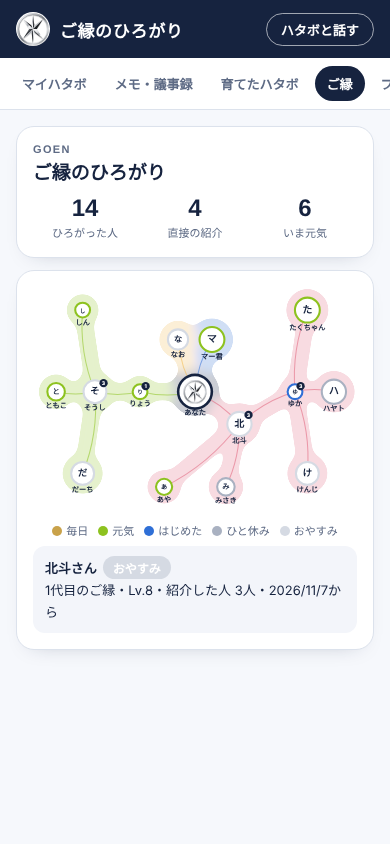 ご縁のひろがり
ハタボと話す
マイハタボ
メモ・議事録
育てたハタボ
ご縁
GOEN
ご縁のひろがり
14
4
6
ひろがった人
直接の紹介
いま元気
し
しん
な
なお
マ
マー君
た
たくちゃん
と
ともこ
そ
3
そうし
り
1
りょう
あなた
北
3
北斗
ゆ
3
ゆか
ハ
ハヤト
だ
だーち
あ
あや
み
みさき
け
けんじ
毎日
元気
はじめた
ひと休み
おやすみ
北斗さん
おやすみ
1代目のご縁・Lv.8・紹介した人 3人・2026/11/7か
ら